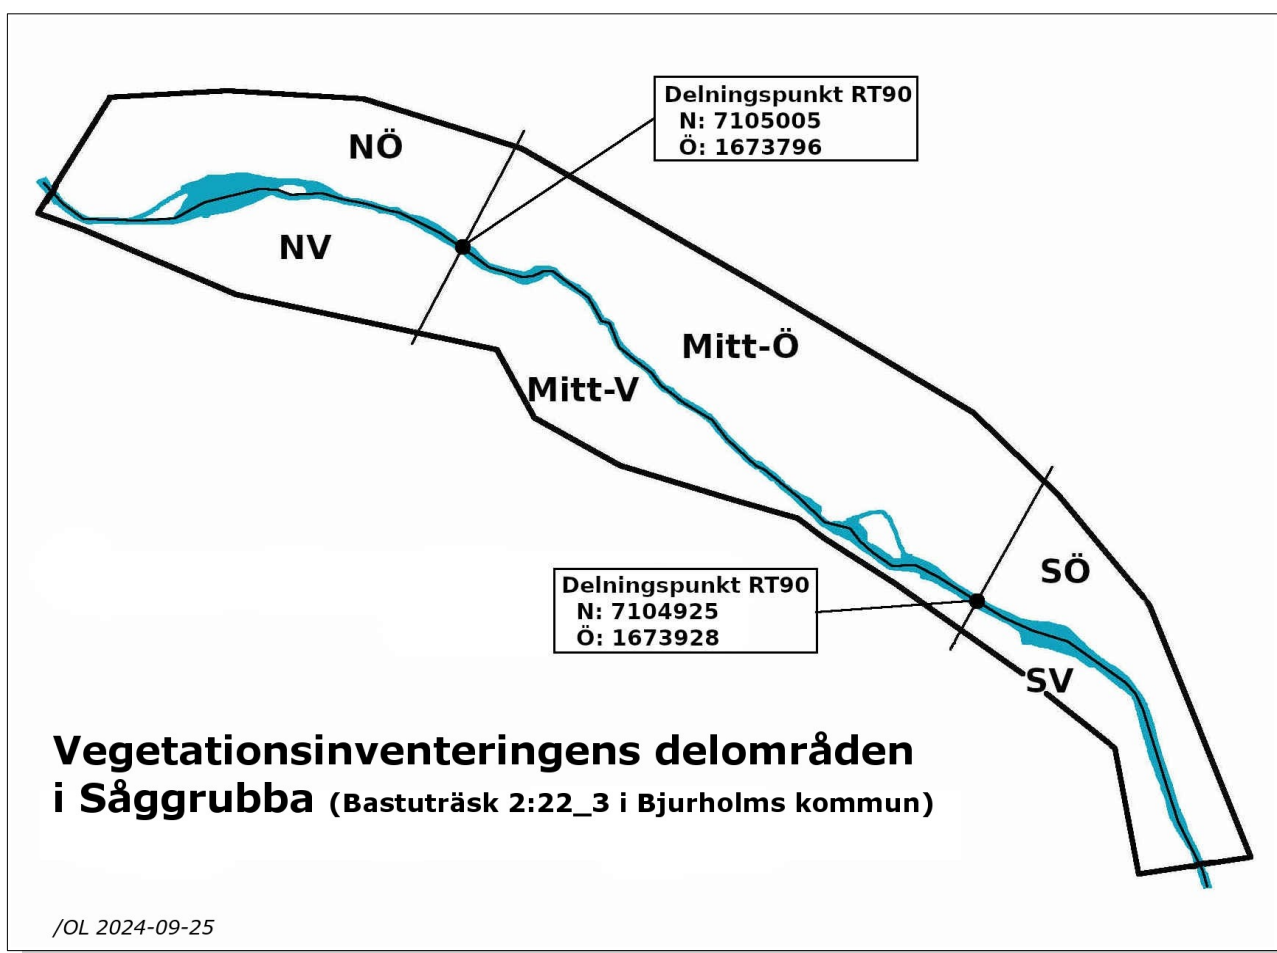 Delningspunkt RT90
N: 7105005
Ö: 1673796
NÖ
NV
Mitt-Ö
Mitt-V
SÖ
Delningspunkt RT90
N: 7104925
Ö: 1673928
SV
Vegetationsinventeringens delområden
i Såggrubba (Bastuträsk 2:22_3 i Bjurholms kommun)
/OL 2024-09-25